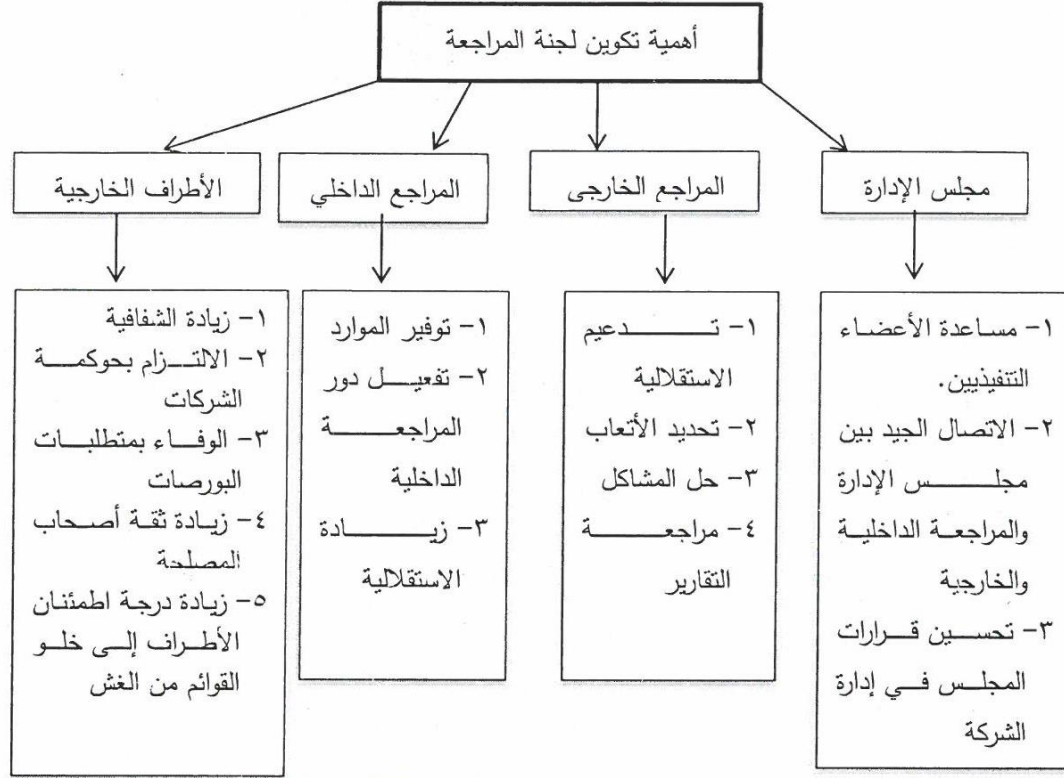 أهمية تكوين لجنة المراجعة
مجلس الإدارة
المراجع الخارجى
المراجع الداخلي
الأطراف الخارجية
١- مساعدة الأعضاء
التنفيذيين.
٢- الاتصال الجيد بين
مجلس الإدارة
والمراجعة الداخلية
والخارجية
٣- تحسين قرارات
المجلس في إدارة
الشركة
١- تدعيم
الاستقلالية
٢- تحديد الأتعاب
٣- حل المشاكل
٤- مراجعة
التقارير
١- توفير الموارد
٢- تفعيل دور
المراجعة
الداخلية
٣- زيادة
الاستقلالية
١- زيادة الشفافية
٢- الالتزام بحوكمة
الشركات
٣- الوفاء بمتطلبات
البورصات
٤- زيادة ثقة أصحاب
المصلحة
٥- زيادة درجة اطمئنان
الأطراف إلى خلو
القوائم من الغش